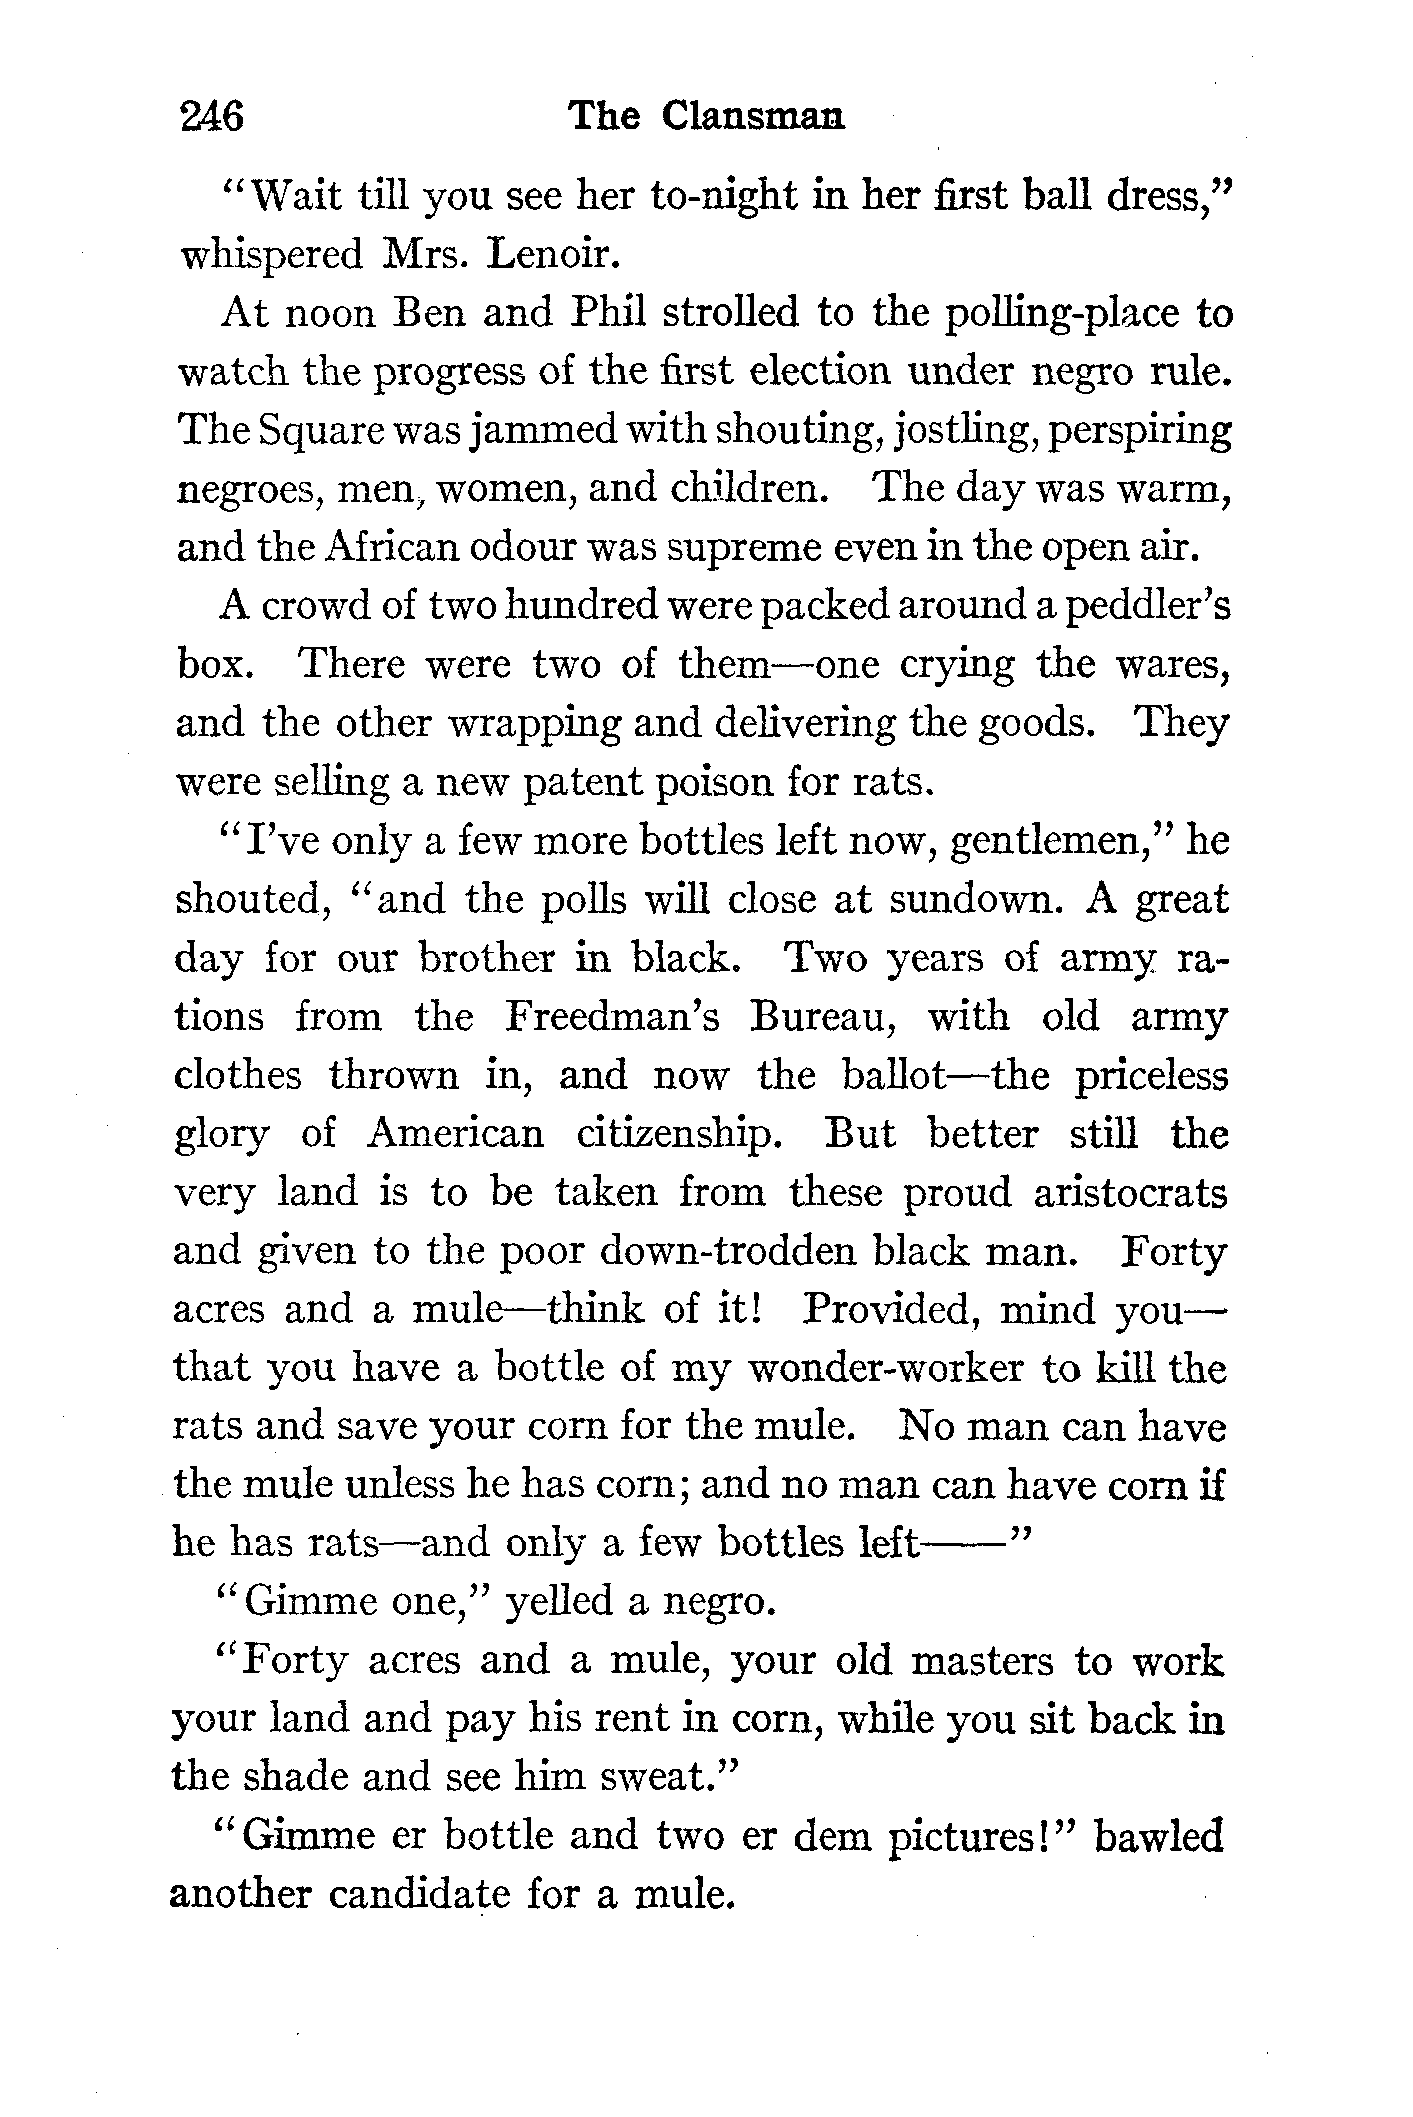 246 The Clansman
"Wait till you see her to-night in her first ball dress,"
whispered Mrs. Lenoir.
At noon Ben and Phil strolled to the polling-place to
watch the progress of the first election under negro rule.
The Square was jammed with shouting, jostling, perspiring
negroes, men, women, and children. The day was warm,
and the African odour was supreme even in the open air.
A crowd of two hundred were packed around a peddler's
box. There were two of them—one crying the wares,
and the other wrapping and delivering the goods. They
were selling a new patent poison for rats.
"I've only a few more bottles left now, gentlemen," he
shouted, "and the polls will close at sundown. A great
day for our brother in black. Two years of army ra-
tions from the Freedman's Bureau, with old army
clothes thrown in, and now the ballot—the priceless
glory of American citizenship. But better still the
very land is to be taken from these proud aristocrats
and given to the poor down-trodden black man. Forty
acres and a mule—think of it! Provided, mind you—
that you have a bottle of my wonder-worker to kill the
rats and save your corn for the mule. No man can have
the mule unless he has corn; and no man can have corn if
he has rats—and only a few bottles left——"
"Gimme one," yelled a negro.
"Forty acres and a mule, your old masters to work
your land and pay his rent in corn, while you sit back in
the shade and see him sweat."
"Gimme er bottle and two er dem pictures!" bawled
another candidate for a mule.